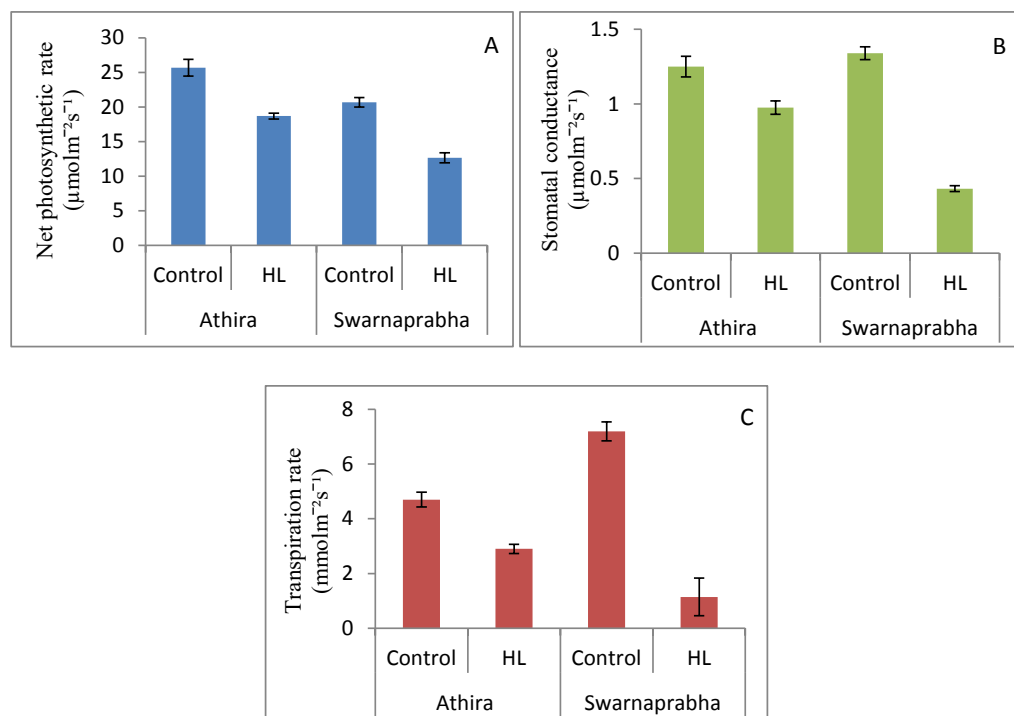 A
Net photosynthetic rate
(µmolm⁻²s⁻¹)
30
25
20
15
10
5
0
Control HL Control HL
Athira Swarnaprabha
B
Stomatal conductance
(µmolm⁻²s⁻¹)
1.5
1
0.5
0
Control HL Control HL
Athira Swarnaprabha
C
Transpiration rate
(mmolm⁻²s⁻¹)
8
6
4
2
0
Control HL Control HL
Athira Swarnaprabha